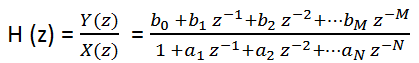 H (z) = Y(z)/X(z) = (b₀ +b₁ z⁻¹+b₂ z⁻²+⋯b_M z^−M)/(1+a₁ z⁻¹+a₂ z⁻²+⋯a_N z^−N)